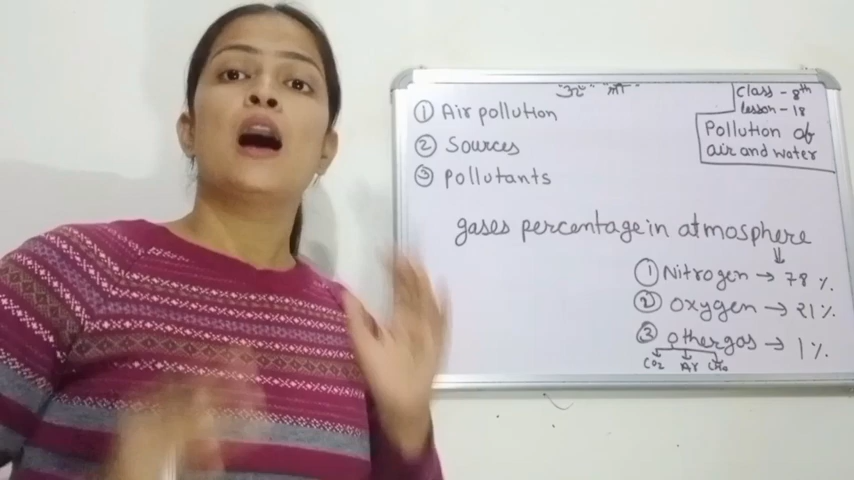 Class - 8th
lesson - 18
Pollution of
air and water
① Air pollution
② Sources
③ pollutants
gases percentage in atmosphere
① Nitrogen → 78 %.
② oxygen → 21 %.
③ other gas → 1 %.
CO2 Ar